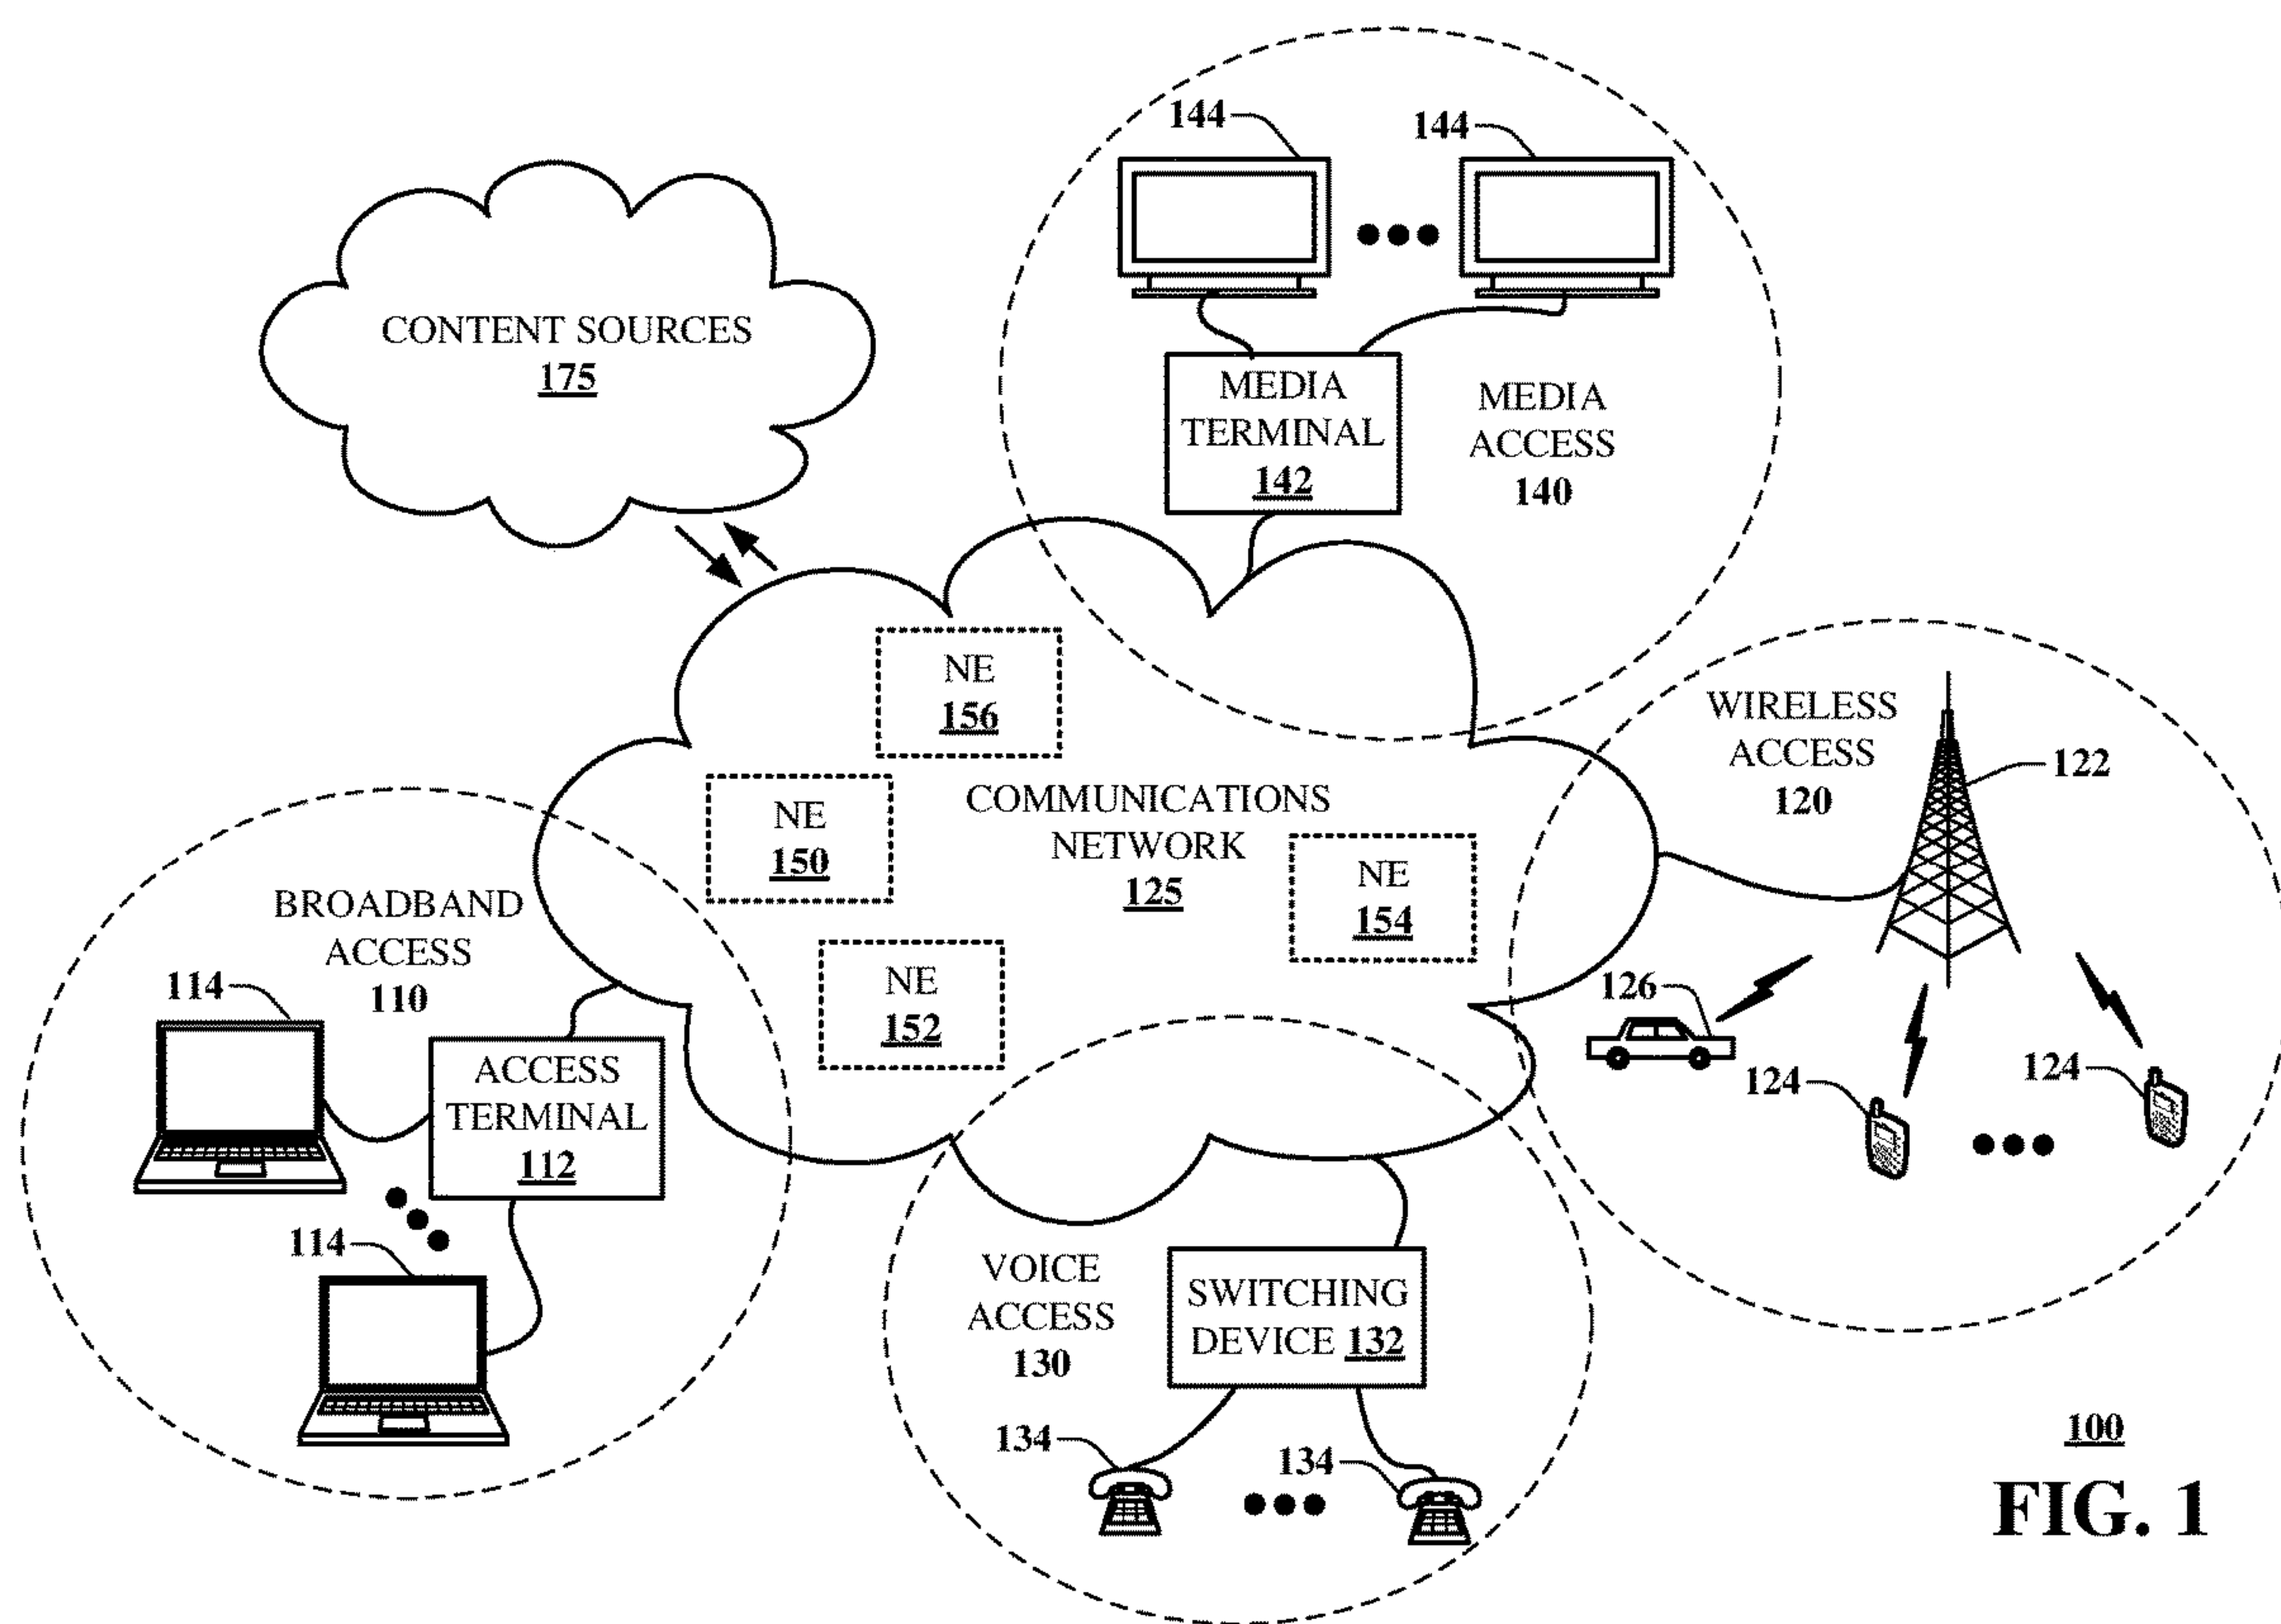 144
144
CONTENT SOURCES
175
MEDIA
TERMINAL
142
MEDIA
ACCESS
140
NE
156
WIRELESS
ACCESS
120
122
NE
150
COMMUNICATIONS
NETWORK
125
NE
154
BROADBAND
ACCESS
110
114
NE
152
126
124
124
ACCESS
TERMINAL
112
114
VOICE
ACCESS
130
SWITCHING
DEVICE 132
134
134
100
FIG. 1